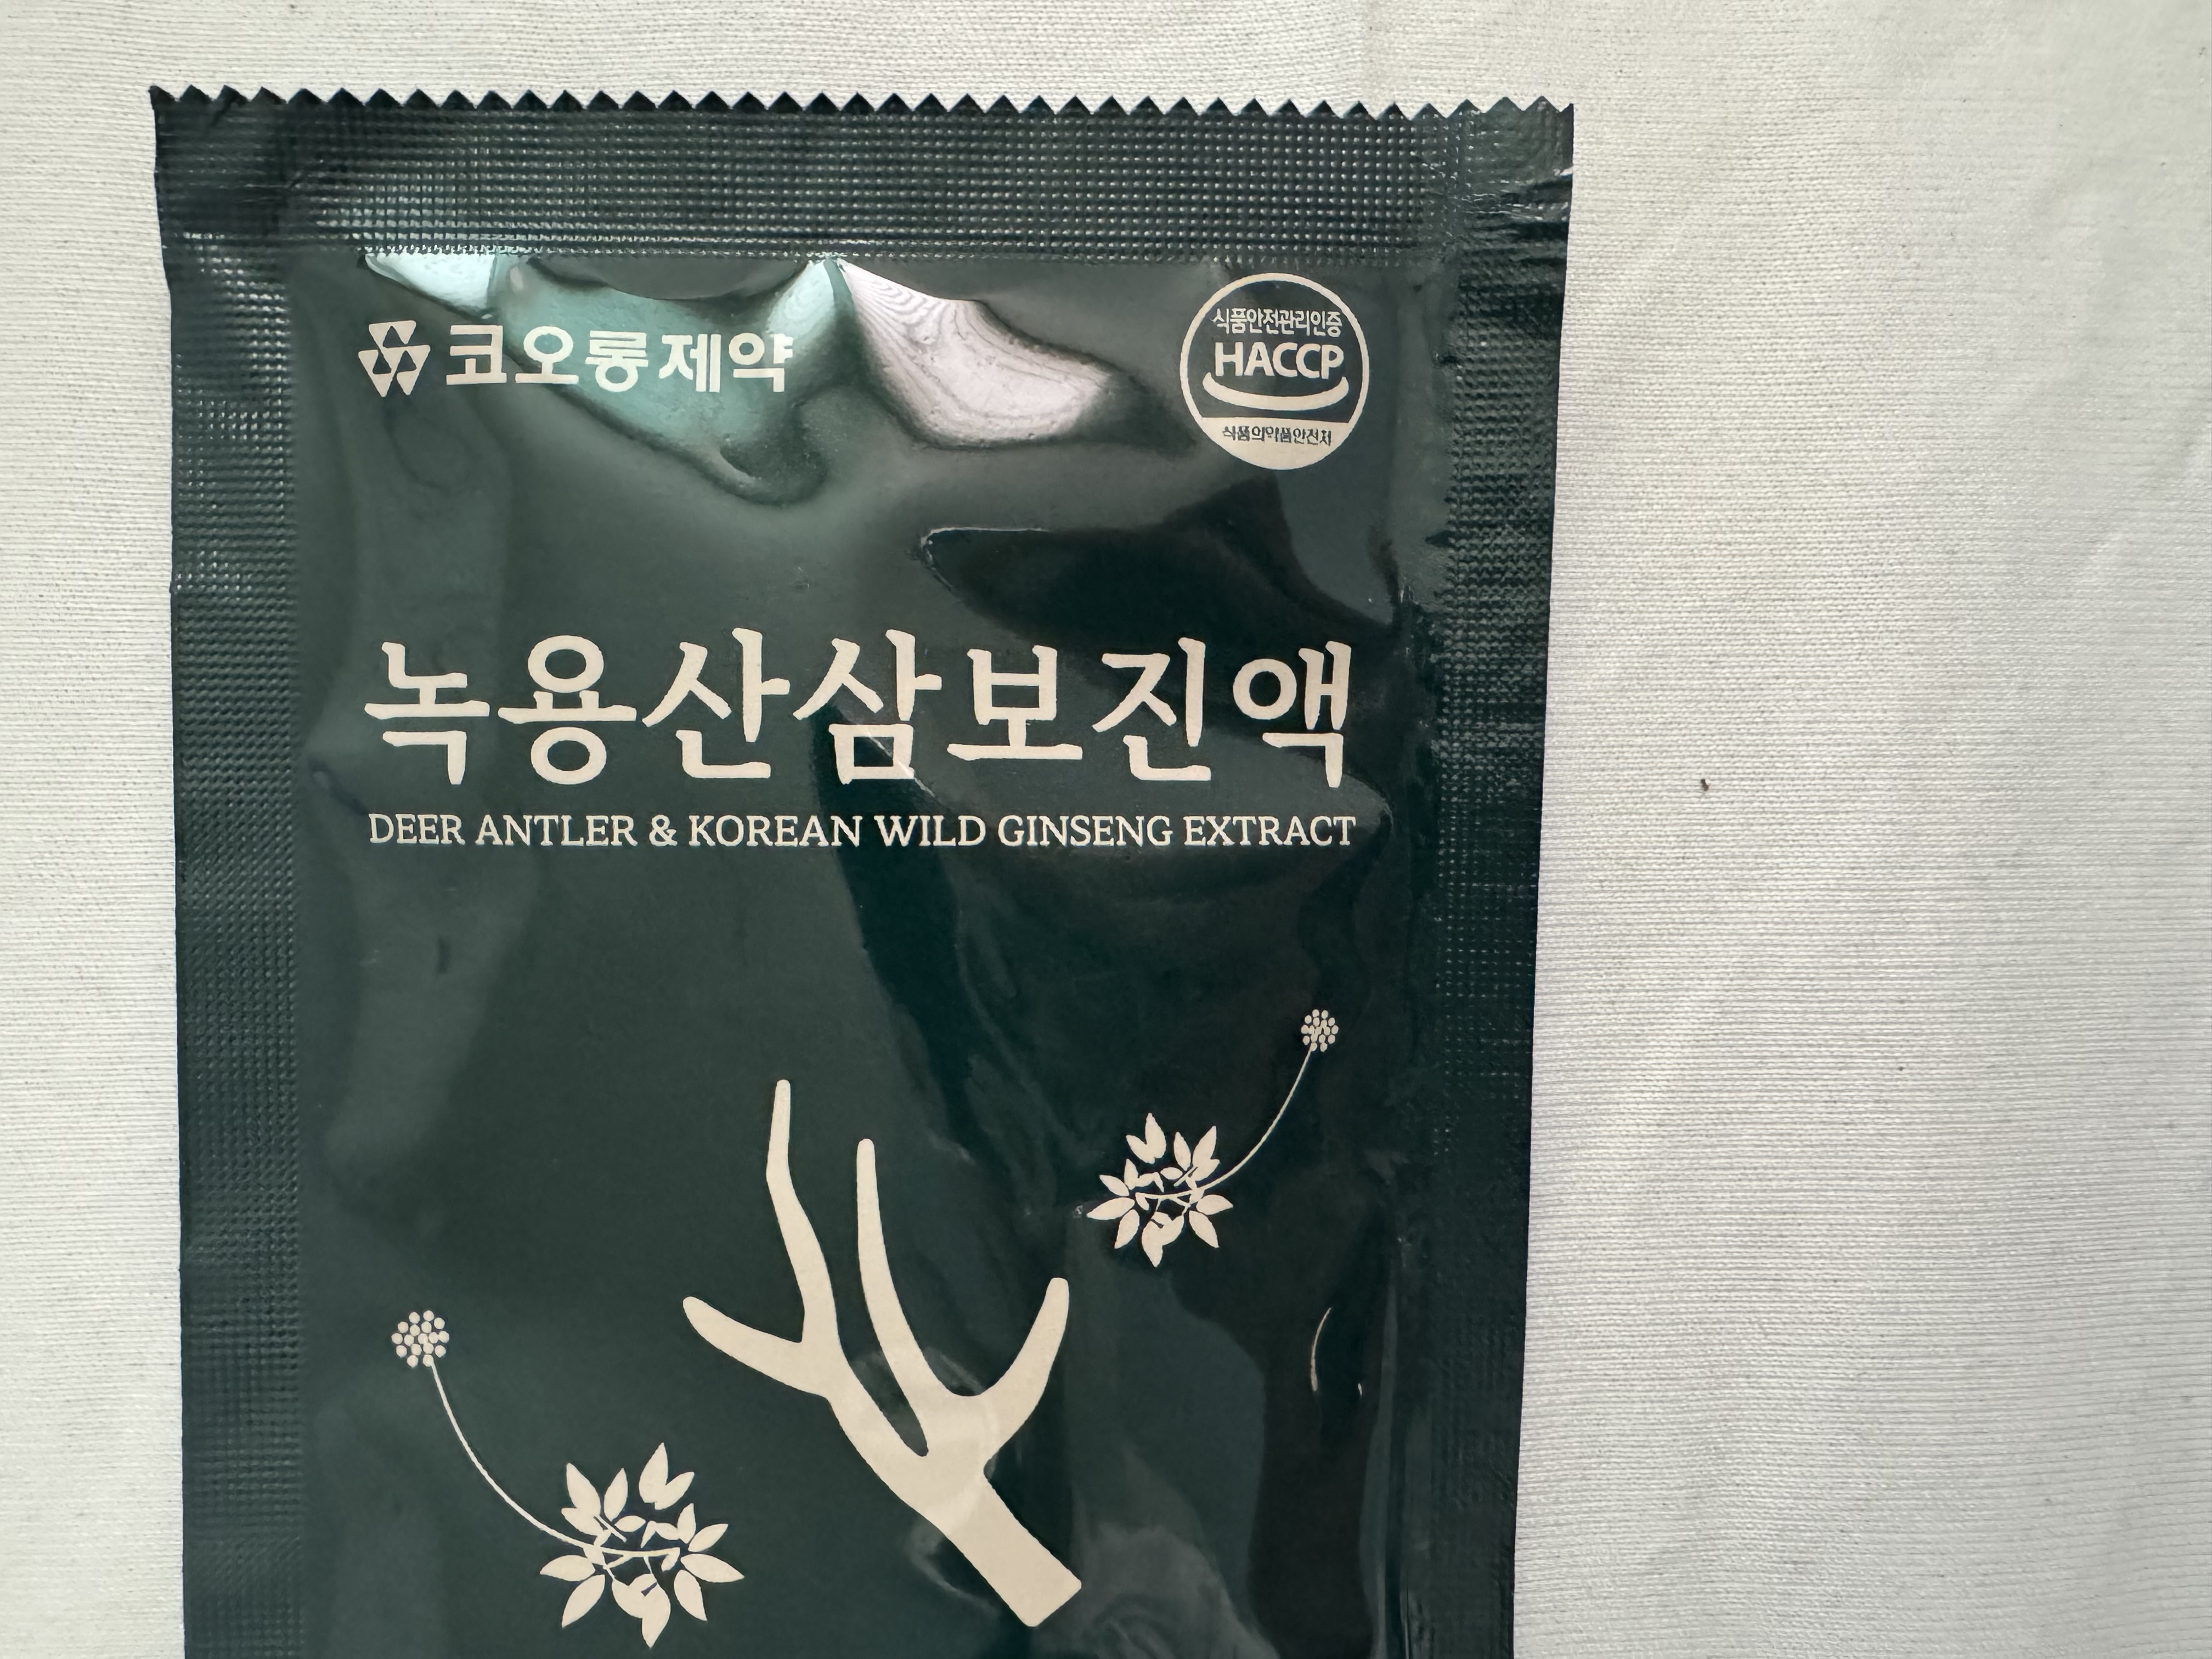 코오롱제약
식품안전관리인증
HACCP
식품의약품안전처
녹용산삼보진액
DEER ANTLER & KOREAN WILD GINSENG EXTRACT